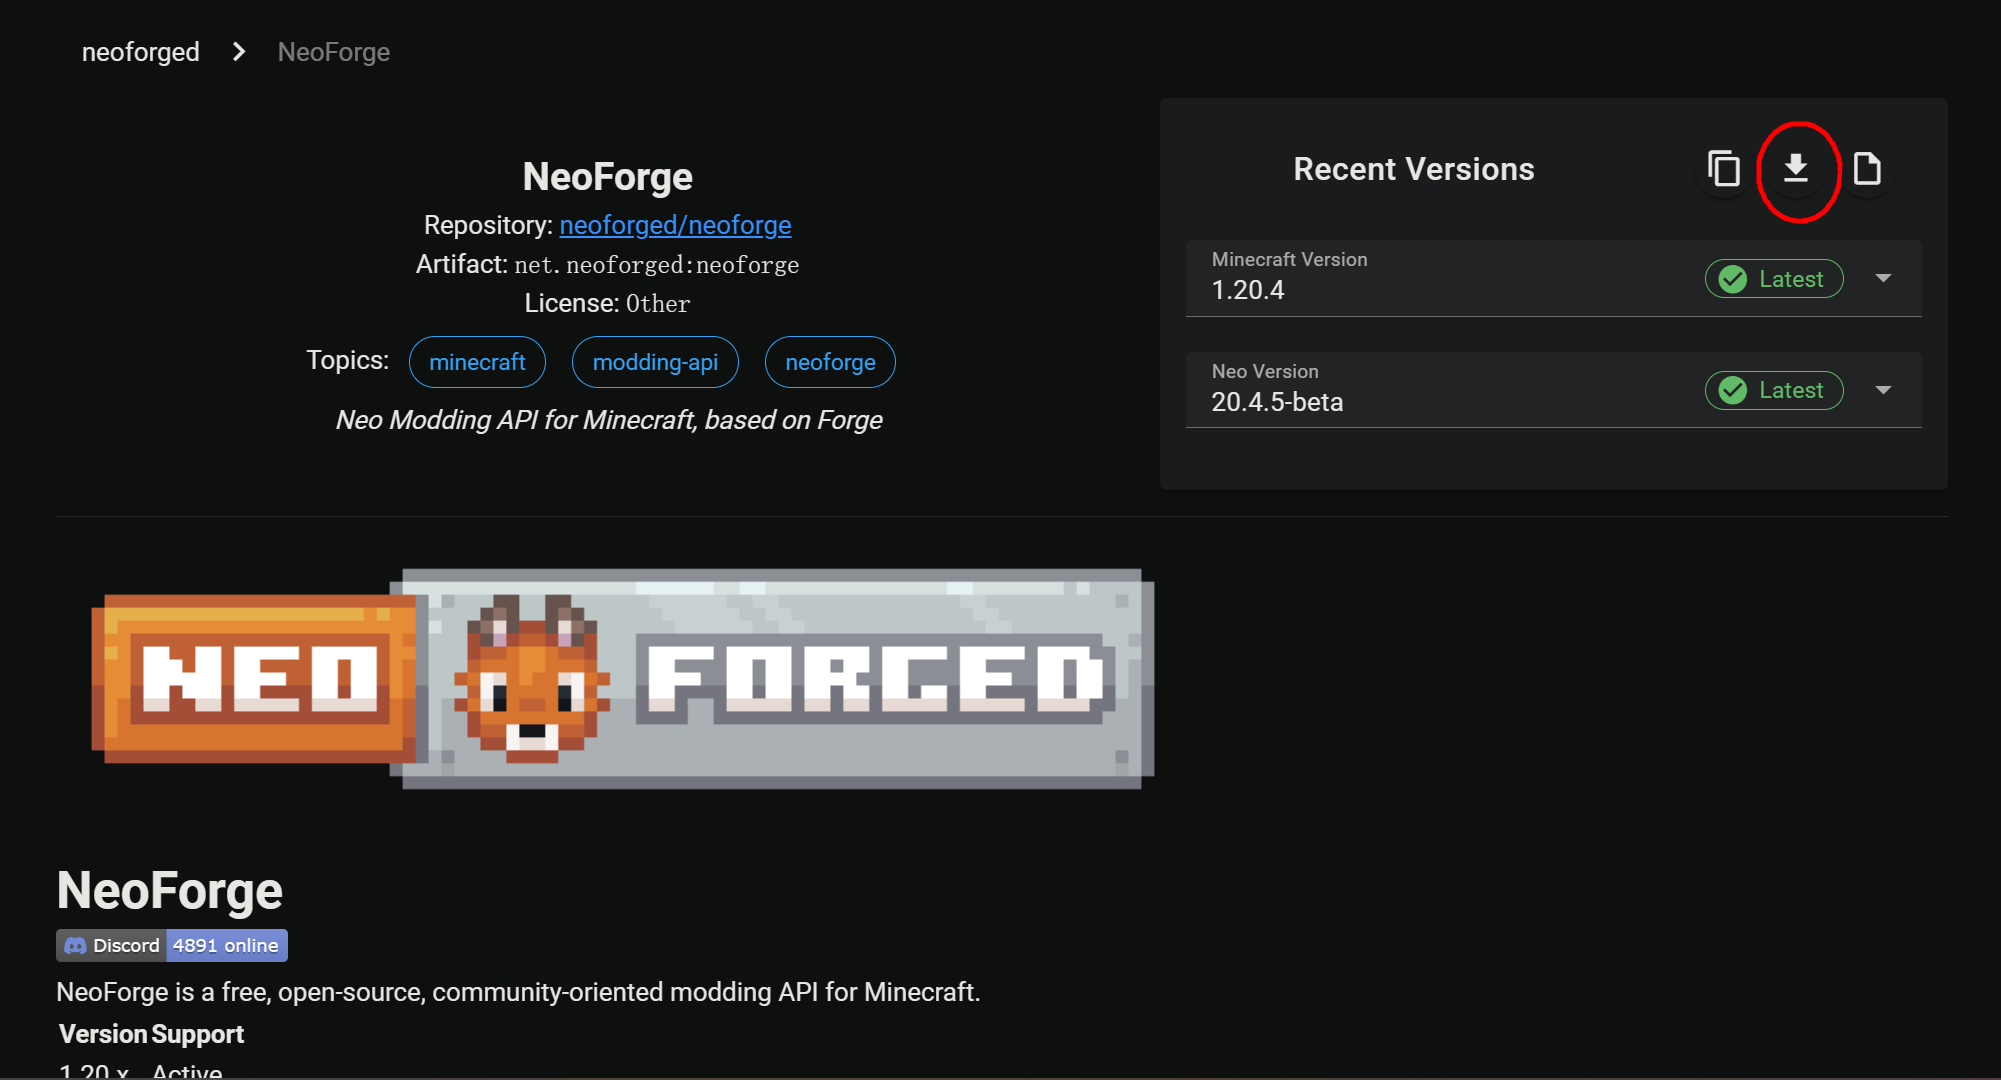 neoforged > NeoForge
NeoForge
Repository: neoforged/neoforge
Artifact: net.neoforged:neoforge
License: Other
Topics: minecraft modding-api neoforge
Neo Modding API for Minecraft, based on Forge
Recent Versions
Minecraft Version
1.20.4 Latest
Neo Version
20.4.5-beta Latest
NEO FORGED
NeoForge
Discord 4891 online
NeoForge is a free, open-source, community-oriented modding API for Minecraft.
Version Support
1.20.x Active